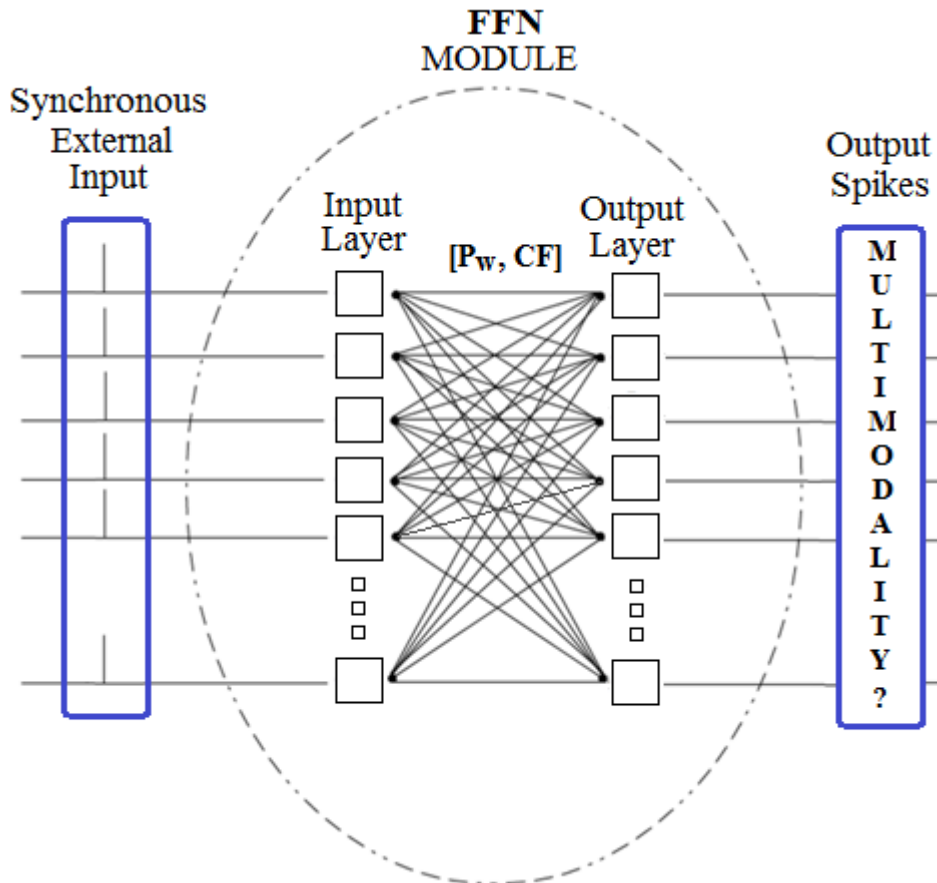 FFN
MODULE
Synchronous
External
Input
Input
Layer
[Pw, CF]
Output
Layer
Output
Spikes
M
U
L
T
I
M
O
D
A
L
I
T
Y
?